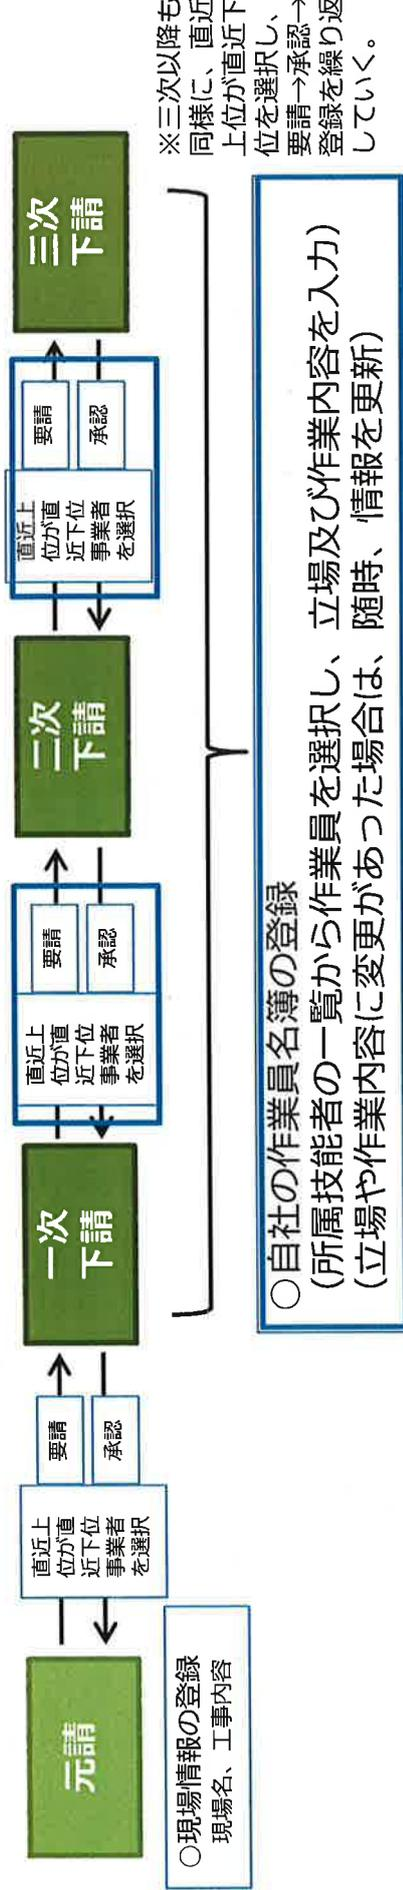 元請
○現場情報の登録
現場名、工事内容
直近上
位が直
近下位
事業者
を選択
要請
承認
一次
下請
直近上
位が直
近下位
事業者
を選択
要請
承認
二次
下請
直近上
位が直
近下位
事業者
を選択
要請
承認
三次
下請
※三次以降も
同様に、直近
上位が直近下
位を選択し、
要請→承認→
登録を繰り返
していく。
○自社の作業員名簿の登録
(所属技能者の一覧から作業員を選択し、立場及び作業内容を入力)
(立場や作業内容に変更があった場合は、随時、情報を更新)